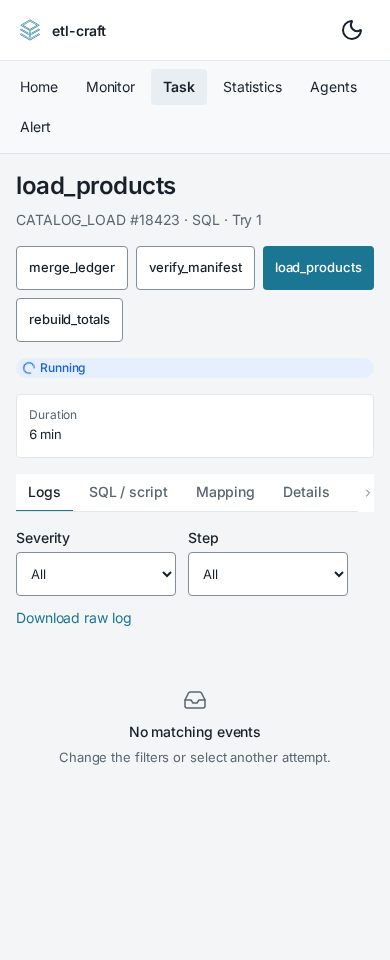 etl-craft
Home Monitor Task Statistics Agents
Alert
load_products
CATALOG_LOAD #18423 · SQL · Try 1
merge_ledger verify_manifest load_products
rebuild_totals
Running
Duration
6 min
Logs SQL / script Mapping Details
Severity Step
All All
Download raw log
No matching events
Change the filters or select another attempt.